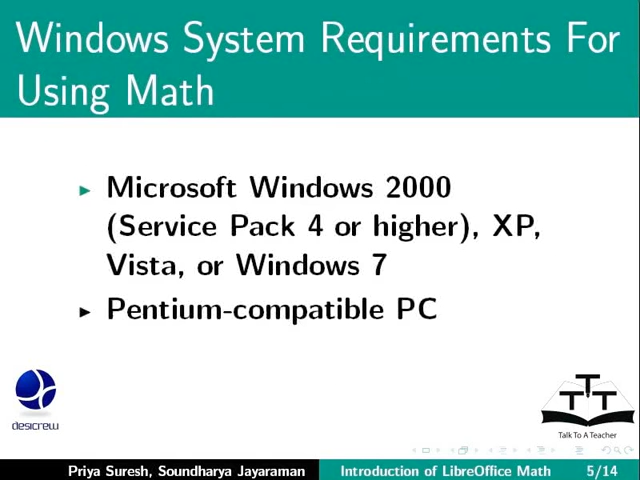 Windows System Requirements For
Using Math
Microsoft Windows 2000
(Service Pack 4 or higher), XP,
Vista, or Windows 7
Pentium-compatible PC
desicrew
TTT
Talk To A Teacher
Priya Suresh, Soundharya Jayaraman Introduction of LibreOffice Math 5/14